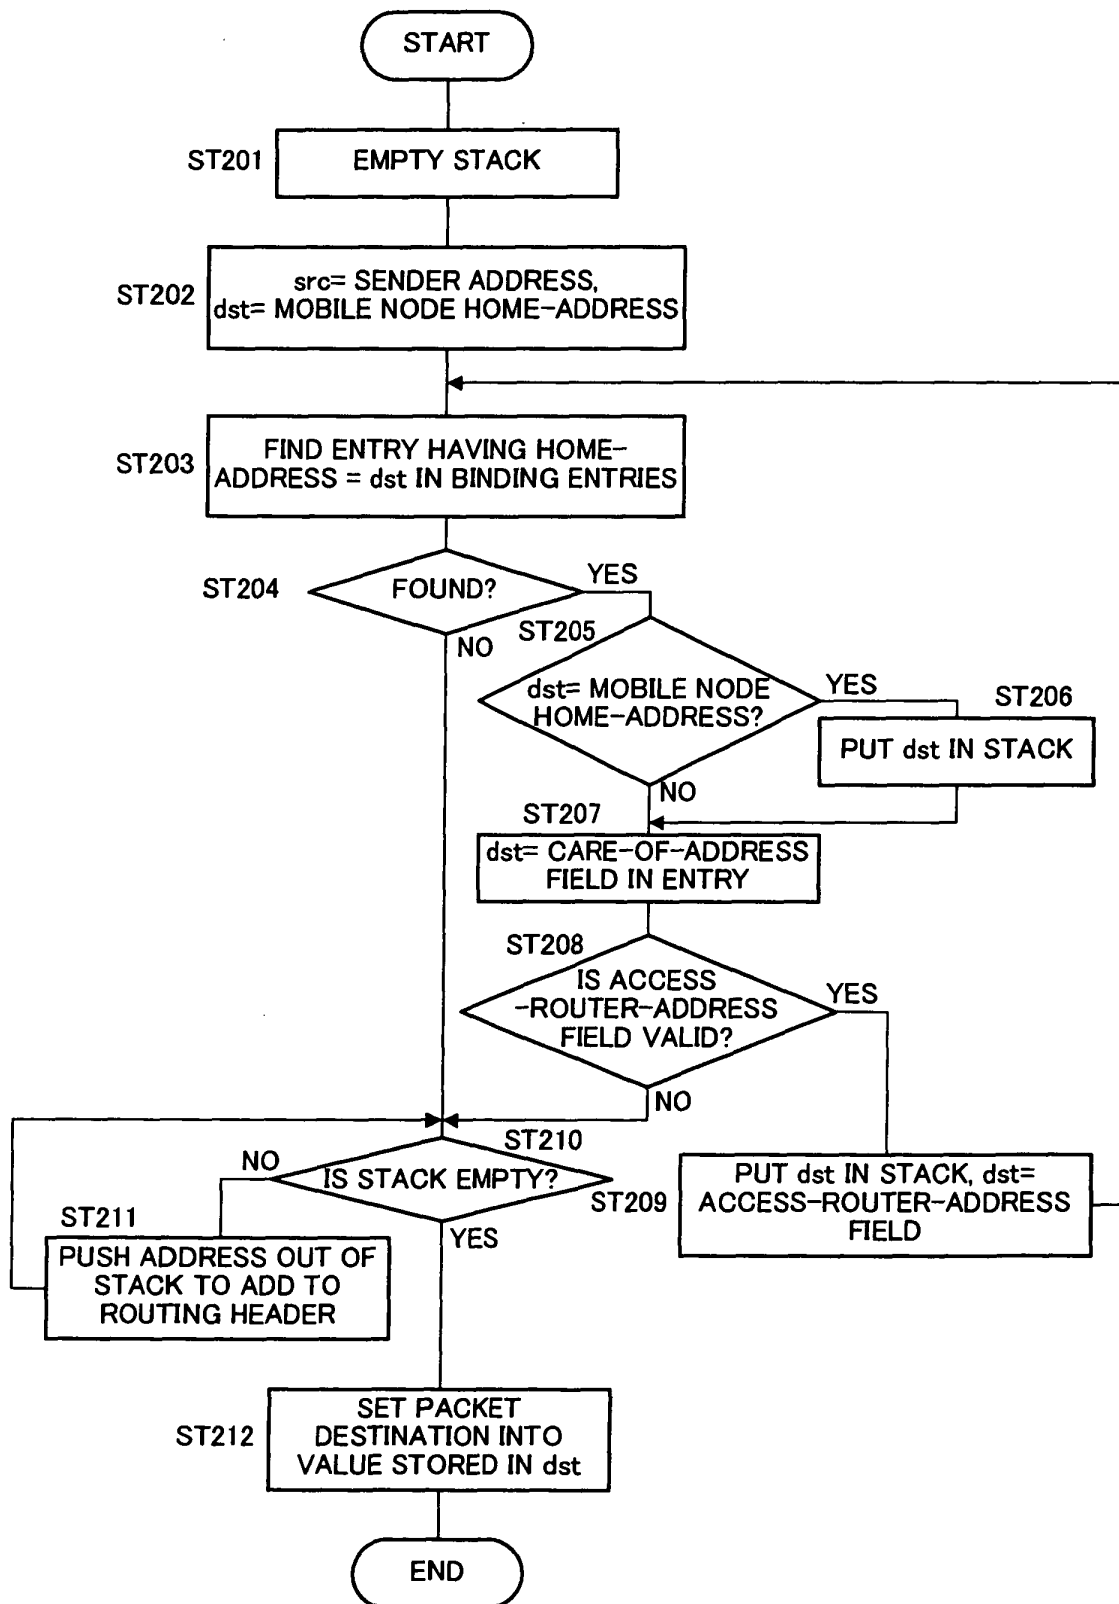 START
ST201
EMPTY STACK
ST202
src= SENDER ADDRESS,
dst= MOBILE NODE HOME-ADDRESS
ST203
FIND ENTRY HAVING HOME-
ADDRESS = dst IN BINDING ENTRIES
ST204
FOUND?
YES
NO
ST205
dst= MOBILE NODE
HOME-ADDRESS?
YES
ST206
PUT dst IN STACK
NO
ST207
dst= CARE-OF-ADDRESS
FIELD IN ENTRY
ST208
IS ACCESS
-ROUTER-ADDRESS
FIELD VALID?
YES
NO
ST210
NO
IS STACK EMPTY?
YES
ST209
PUT dst IN STACK, dst=
ACCESS-ROUTER-ADDRESS
FIELD
ST211
PUSH ADDRESS OUT OF
STACK TO ADD TO
ROUTING HEADER
ST212
SET PACKET
DESTINATION INTO
VALUE STORED IN dst
END